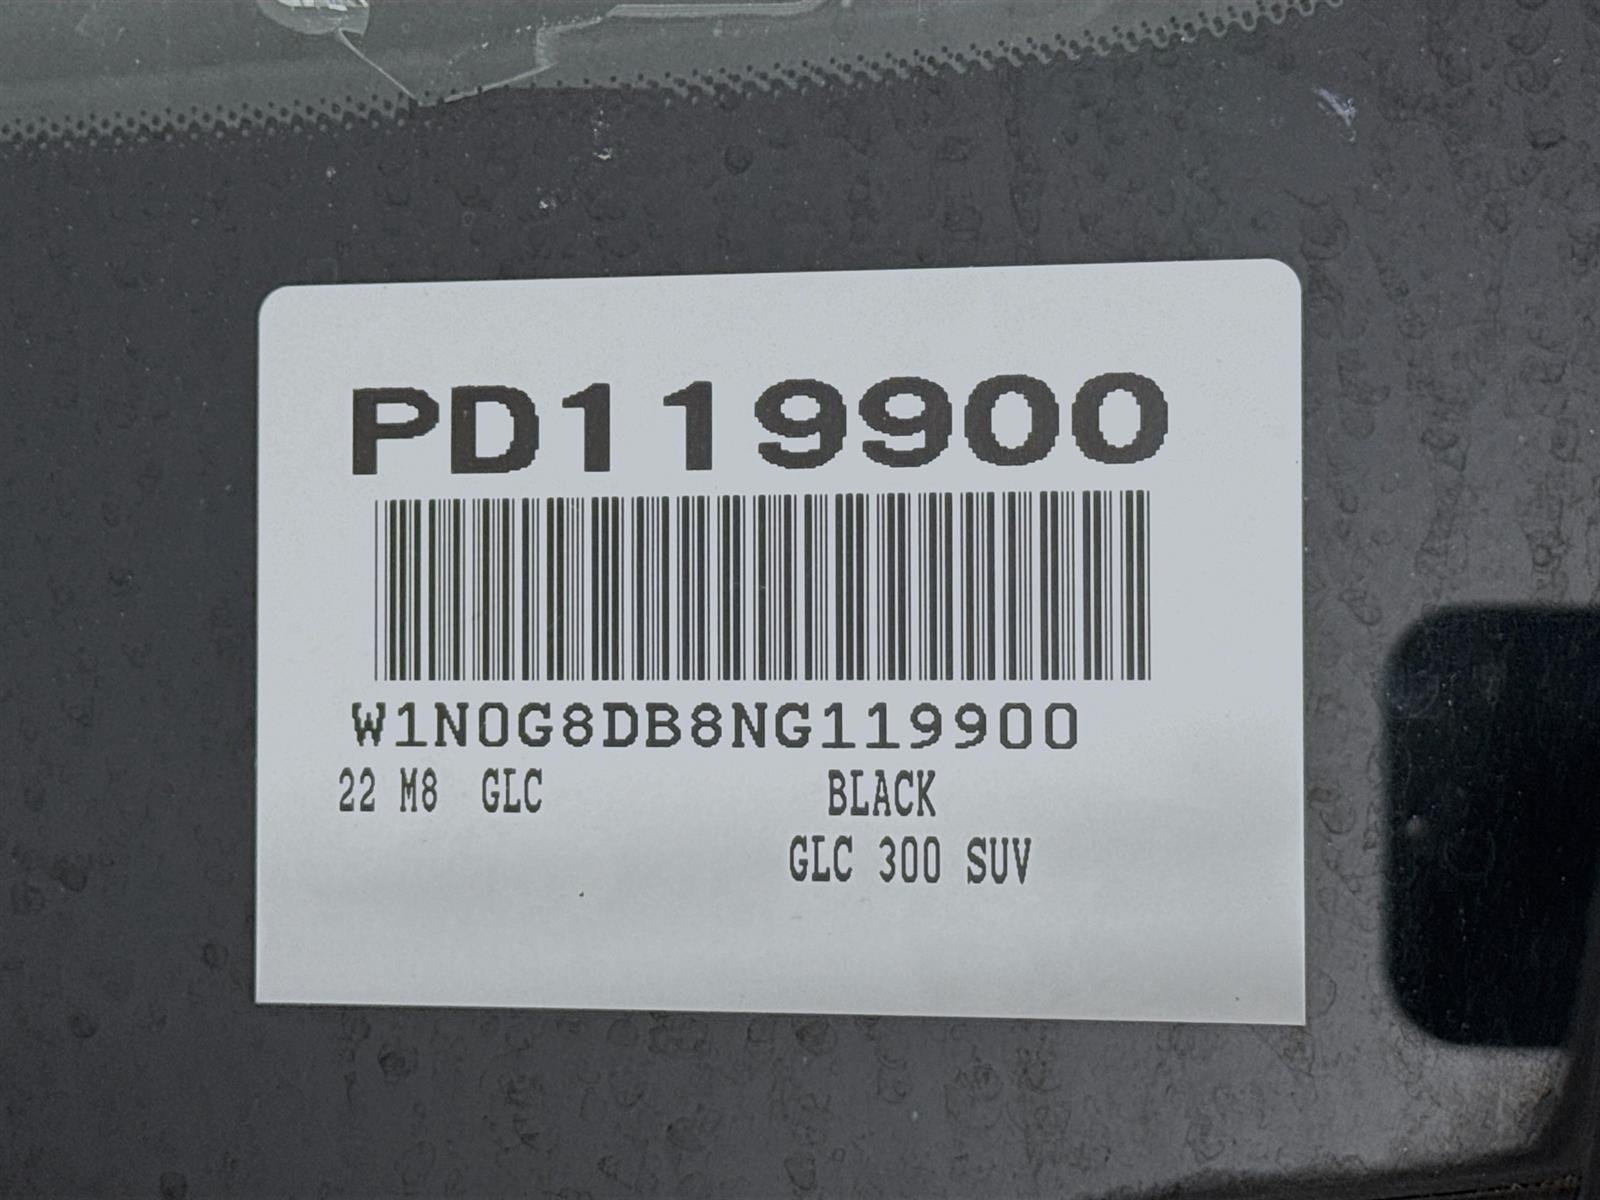 PD119900
W1N0G8DB8NG119900
22 M8 GLC BLACK
GLC 300 SUV